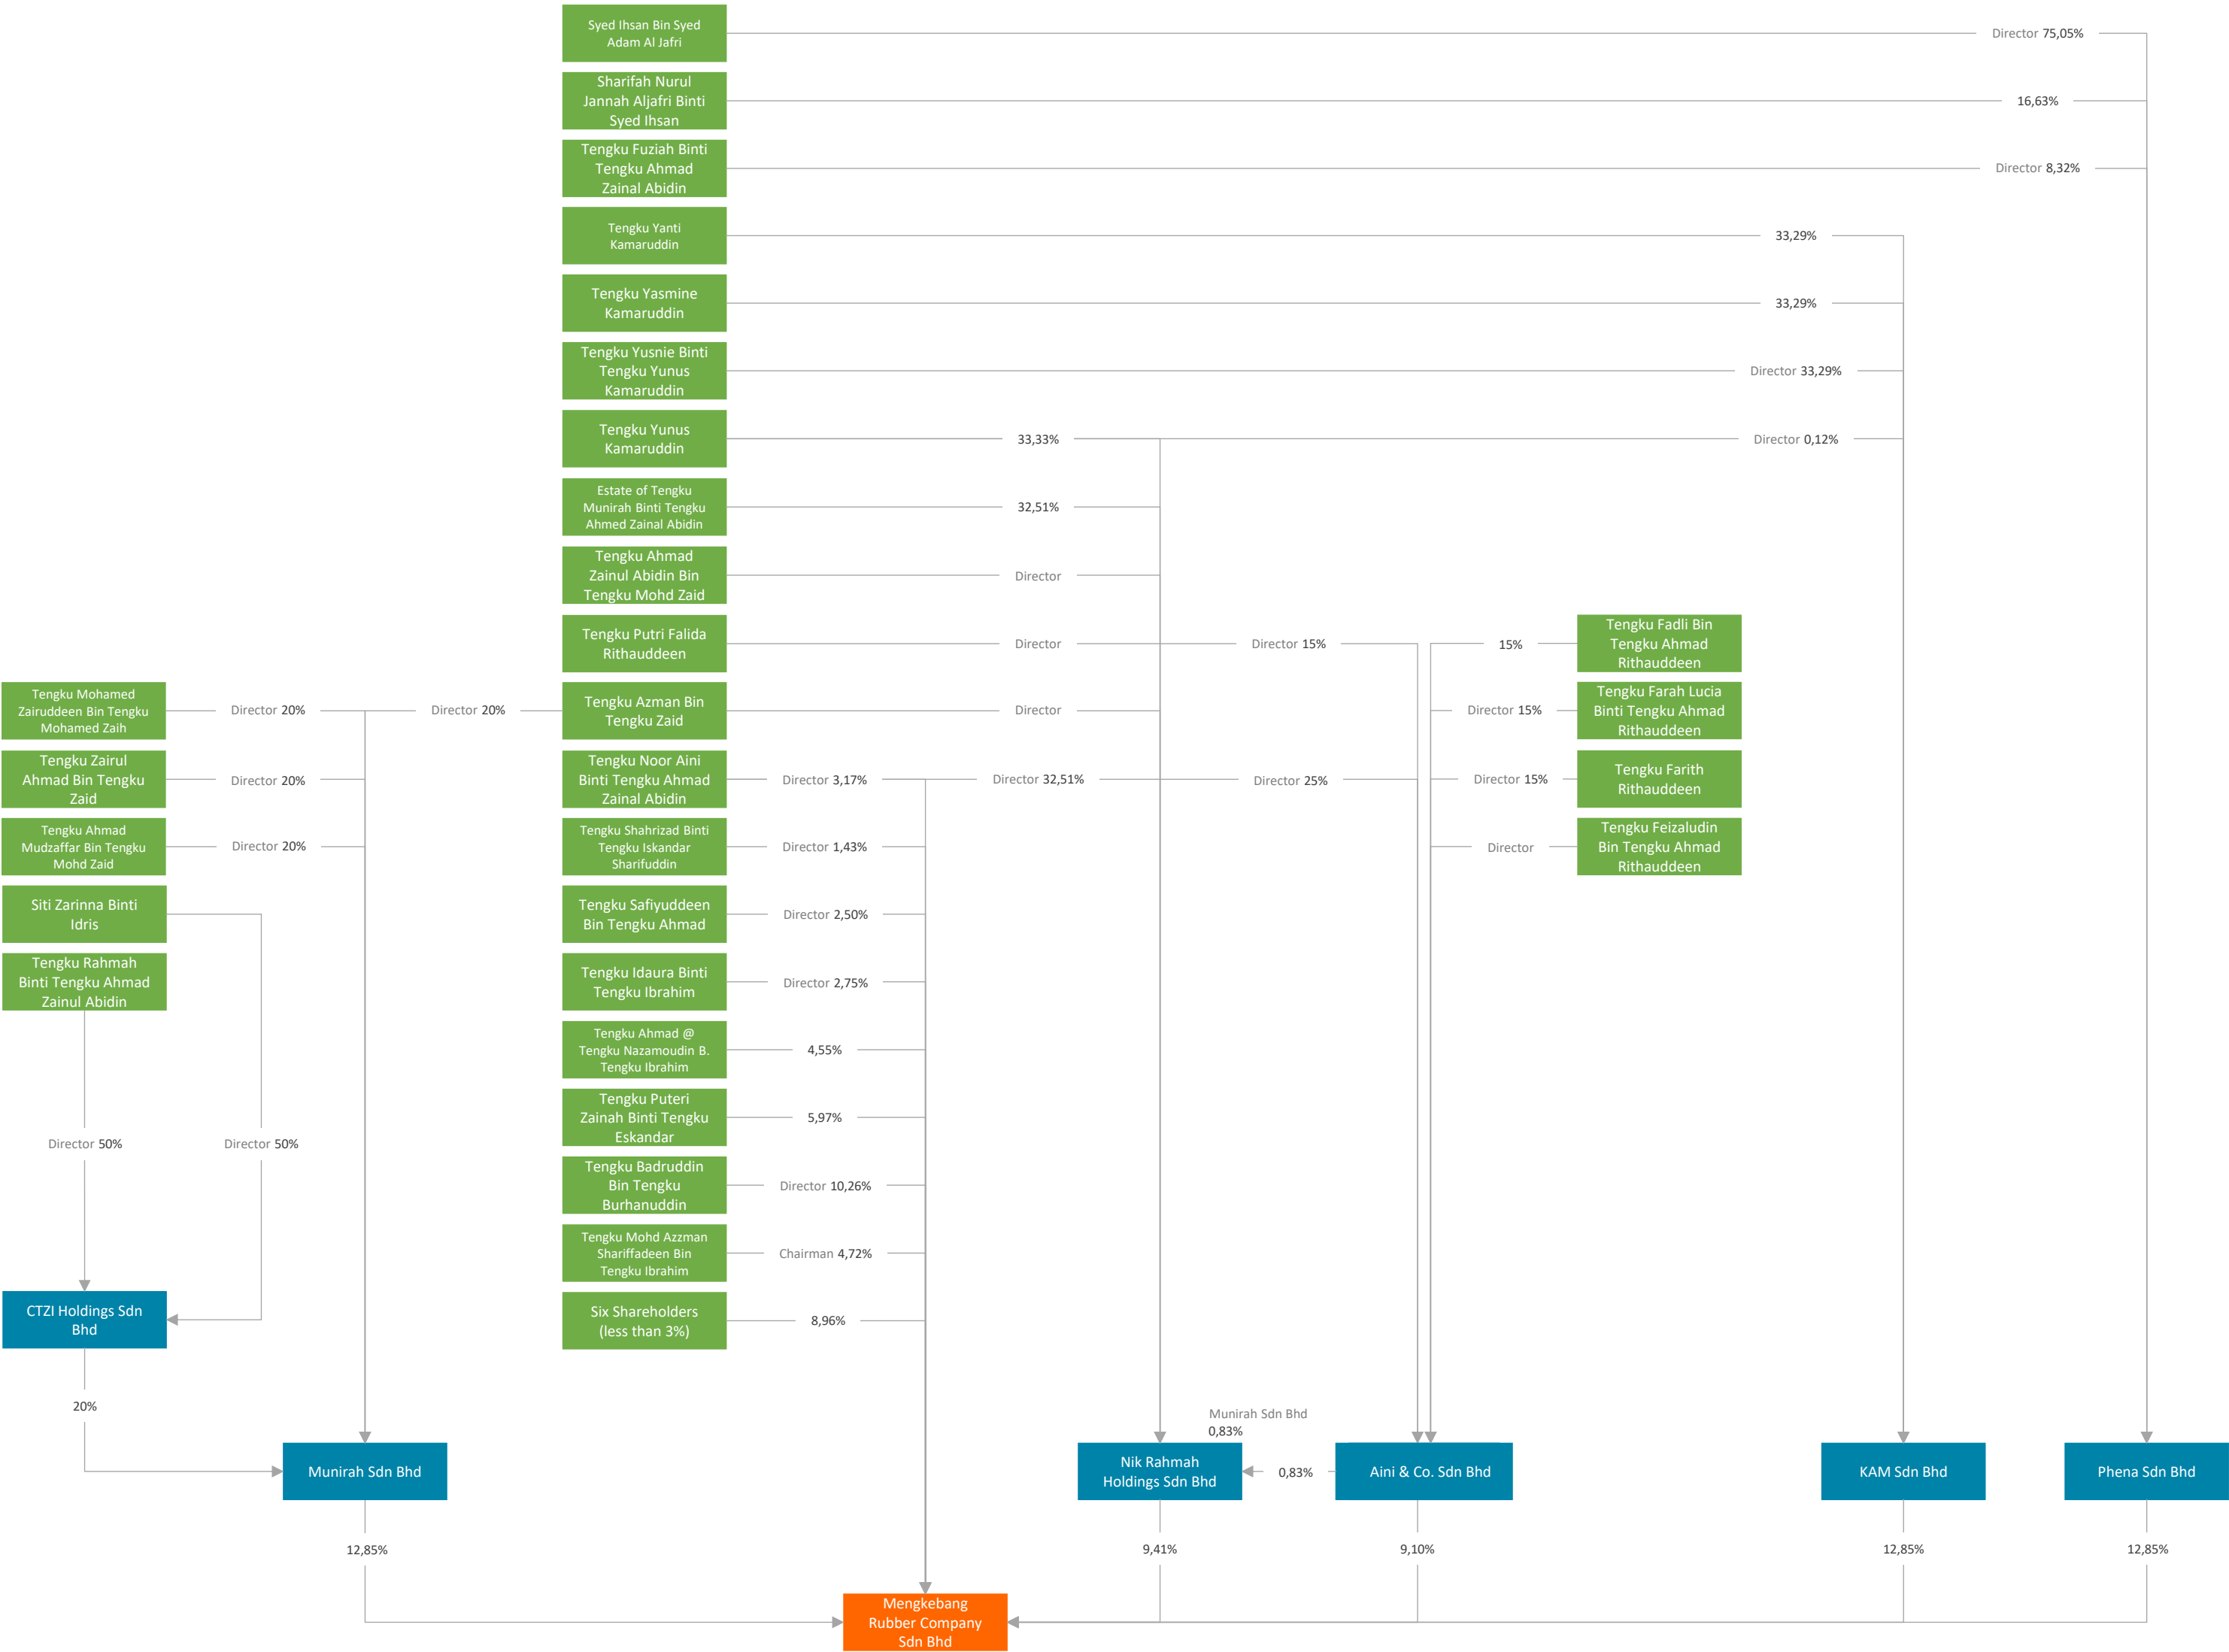 Syed Ihsan Bin Syed
Adam Al Jafri
Director 75,05%
Sharifah Nurul
Jannah Aljafri Binti
Syed Ihsan
16,63%
Tengku Fuziah Binti
Tengku Ahmad
Zainal Abidin
Director 8,32%
Tengku Yanti
Kamaruddin
33,29%
Tengku Yasmine
Kamaruddin
33,29%
Tengku Yusnie Binti
Tengku Yunus
Kamaruddin
Director 33,29%
Tengku Yunus
Kamaruddin
33,33%
Director 0,12%
Estate of Tengku
Munirah Binti Tengku
Ahmed Zainal Abidin
32,51%
Tengku Ahmad
Zainul Abidin Bin
Tengku Mohd Zaid
Director
Tengku Putri Falida
Rithauddeen
Director
Director 15%
15%
Tengku Fadli Bin
Tengku Ahmad
Rithauddeen
Tengku Mohamed
Zairuddeen Bin Tengku
Mohamed Zaih
Director 20%
Director 20%
Tengku Azman Bin
Tengku Zaid
Director
Director 15%
Tengku Farah Lucia
Binti Tengku Ahmad
Rithauddeen
Tengku Zairul
Ahmad Bin Tengku
Zaid
Director 20%
Tengku Noor Aini
Binti Tengku Ahmad
Zainal Abidin
Director 3,17%
Director 32,51%
Director 25%
Director 15%
Tengku Farith
Rithauddeen
Tengku Ahmad
Mudzaffar Bin Tengku
Mohd Zaid
Director 20%
Tengku Shahrizad Binti
Tengku Iskandar
Sharifuddin
Director 1,43%
Director
Tengku Feizaludin
Bin Tengku Ahmad
Rithauddeen
Siti Zarinna Binti
Idris
Tengku Safiyuddeen
Bin Tengku Ahmad
Director 2,50%
Tengku Rahmah
Binti Tengku Ahmad
Zainul Abidin
Tengku Idaura Binti
Tengku Ibrahim
Director 2,75%
Tengku Ahmad @
Tengku Nazamoudin B.
Tengku Ibrahim
4,55%
Tengku Puteri
Zainah Binti Tengku
Eskandar
5,97%
Director 50%
Director 50%
Tengku Badruddin
Bin Tengku
Burhanuddin
Director 10,26%
Tengku Mohd Azzman
Shariffadeen Bin
Tengku Ibrahim
Chairman 4,72%
CTZI Holdings Sdn
Bhd
Six Shareholders
(less than 3%)
8,96%
20%
Munirah Sdn Bhd
0,83%
Munirah Sdn Bhd
Nik Rahmah
Holdings Sdn Bhd
0,83%
Aini & Co. Sdn Bhd
KAM Sdn Bhd
Phena Sdn Bhd
12,85%
9,41%
9,10%
12,85%
12,85%
Mengkebang
Rubber Company
Sdn Bhd